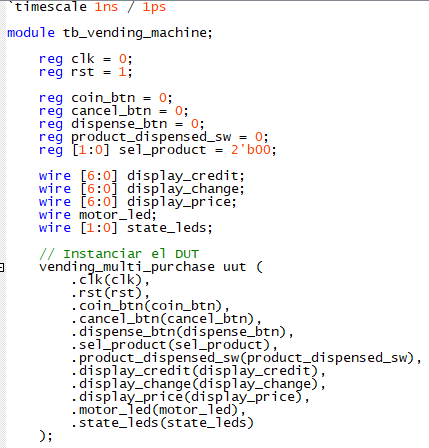 `timescale 1ns / 1ps
module tb_vending_machine;
reg clk = 0;
reg rst = 1;
reg coin_btn = 0;
reg cancel_btn = 0;
reg dispense_btn = 0;
reg product_dispensed_sw = 0;
reg [1:0] sel_product = 2'b00;
wire [6:0] display_credit;
wire [6:0] display_change;
wire [6:0] display_price;
wire motor_led;
wire [1:0] state_leds;
// Instanciar el DUT
vending_multi_purchase uut (
.clk(clk),
.rst(rst),
.coin_btn(coin_btn),
.cancel_btn(cancel_btn),
.dispense_btn(dispense_btn),
.sel_product(sel_product),
.product_dispensed_sw(product_dispensed_sw),
.display_credit(display_credit),
.display_change(display_change),
.display_price(display_price),
.motor_led(motor_led),
.state_leds(state_leds)
);